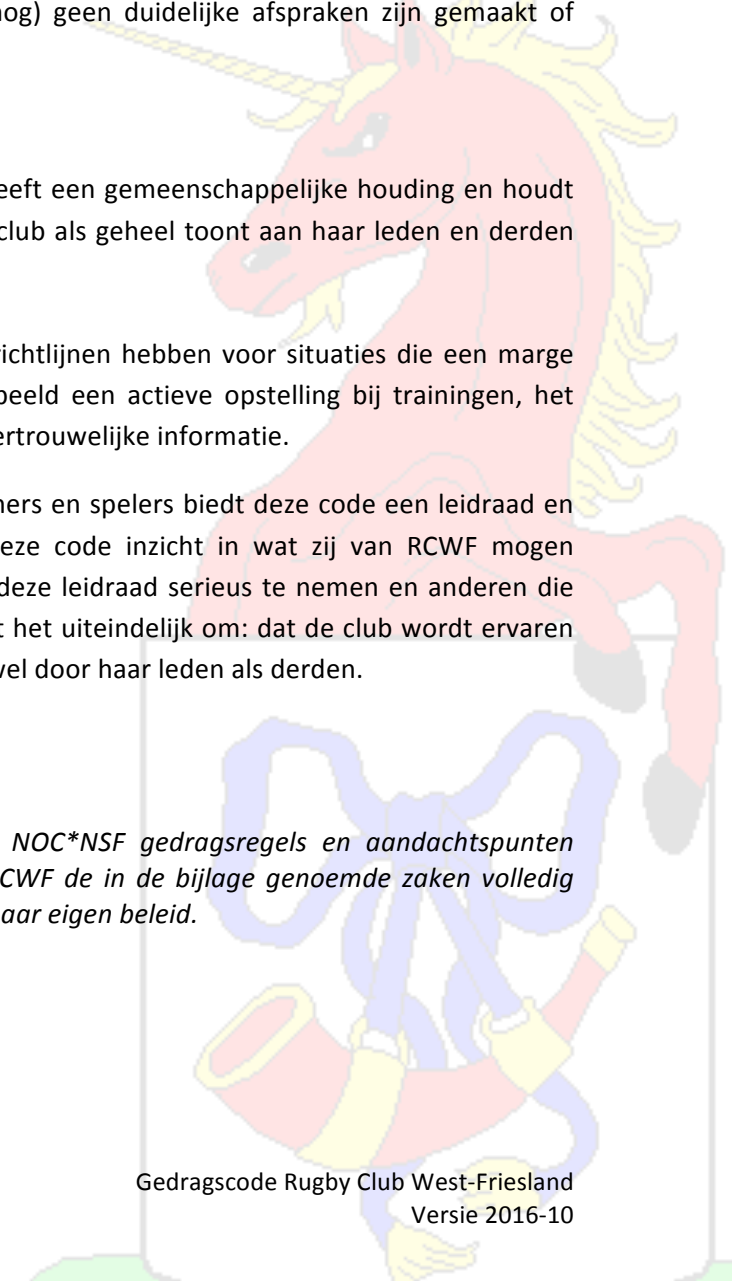 nog) geen duidelijke afspraken zijn gemaakt of
eeft een gemeenschappelijke houding en houdt
club als geheel toont aan haar leden en derden
richtlijnen hebben voor situaties die een marge
beeld een actieve opstelling bij trainingen, het
ertrouwelijke informatie.
ners en spelers biedt deze code een leidraad en
eze code inzicht in wat zij van RCWF mogen
deze leidraad serieus te nemen en anderen die
t het uiteindelijk om: dat de club wordt ervaren
vel door haar leden als derden.
NOC*NSF gedragsregels en aandachtspunten
CWF de in de bijlage genoemde zaken volledig
aar eigen beleid.
Gedragscode Rugby Club West-Friesland
Versie 2016-10